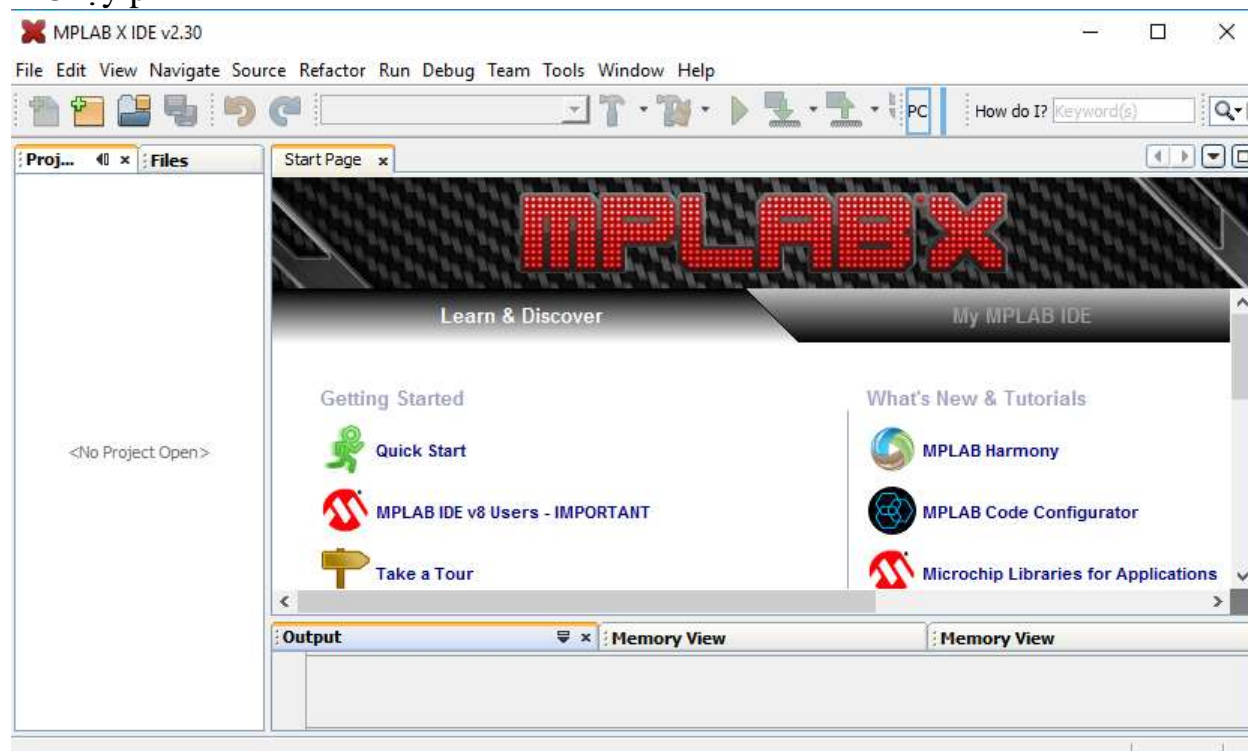 MPLAB X IDE v2.30
File Edit View Navigate Source Refactor Run Debug Team Tools Window Help
PC How do I? Keyword(s)
Proj... Files Start Page
MPLAB X
Learn & Discover My MPLAB IDE
Getting Started What's New & Tutorials
Quick Start MPLAB Harmony
<No Project Open>
MPLAB IDE v8 Users - IMPORTANT MPLAB Code Configurator
Take a Tour Microchip Libraries for Applications
Output Memory View Memory View